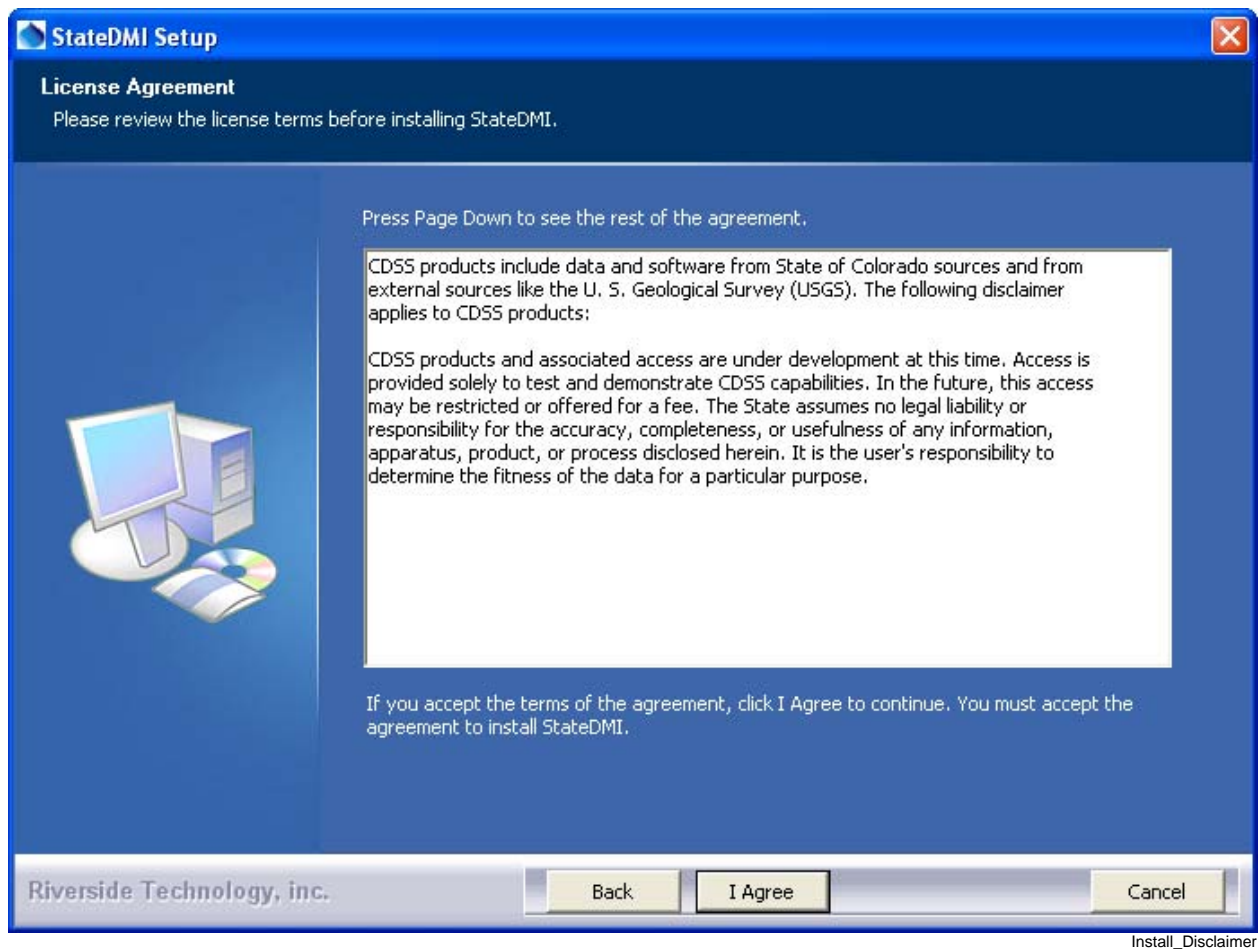 StateDMI Setup
License Agreement
Please review the license terms before installing StateDMI.
Press Page Down to see the rest of the agreement.
CDSS products include data and software from State of Colorado sources and from
external sources like the U. S. Geological Survey (USGS). The following disclaimer
applies to CDSS products:
CDSS products and associated access are under development at this time. Access is
provided solely to test and demonstrate CDSS capabilities. In the future, this access
may be restricted or offered for a fee. The State assumes no legal liability or
responsibility for the accuracy, completeness, or usefulness of any information,
apparatus, product, or process disclosed herein. It is the user's responsibility to
determine the fitness of the data for a particular purpose.
If you accept the terms of the agreement, click I Agree to continue. You must accept the
agreement to install StateDMI.
Riverside Technology, inc.
Back
I Agree
Cancel
Install_Disclaimer